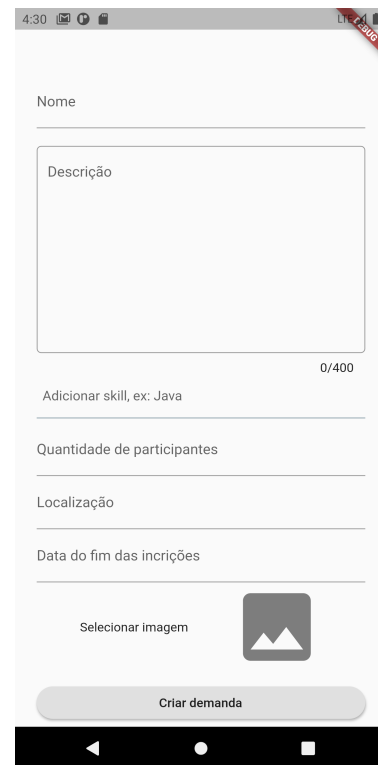 4:30
LTE
DEBUG
Nome
Descrição
0/400
Adicionar skill, ex: Java
Quantidade de participantes
Localização
Data do fim das incrições
Selecionar imagem
Criar demanda